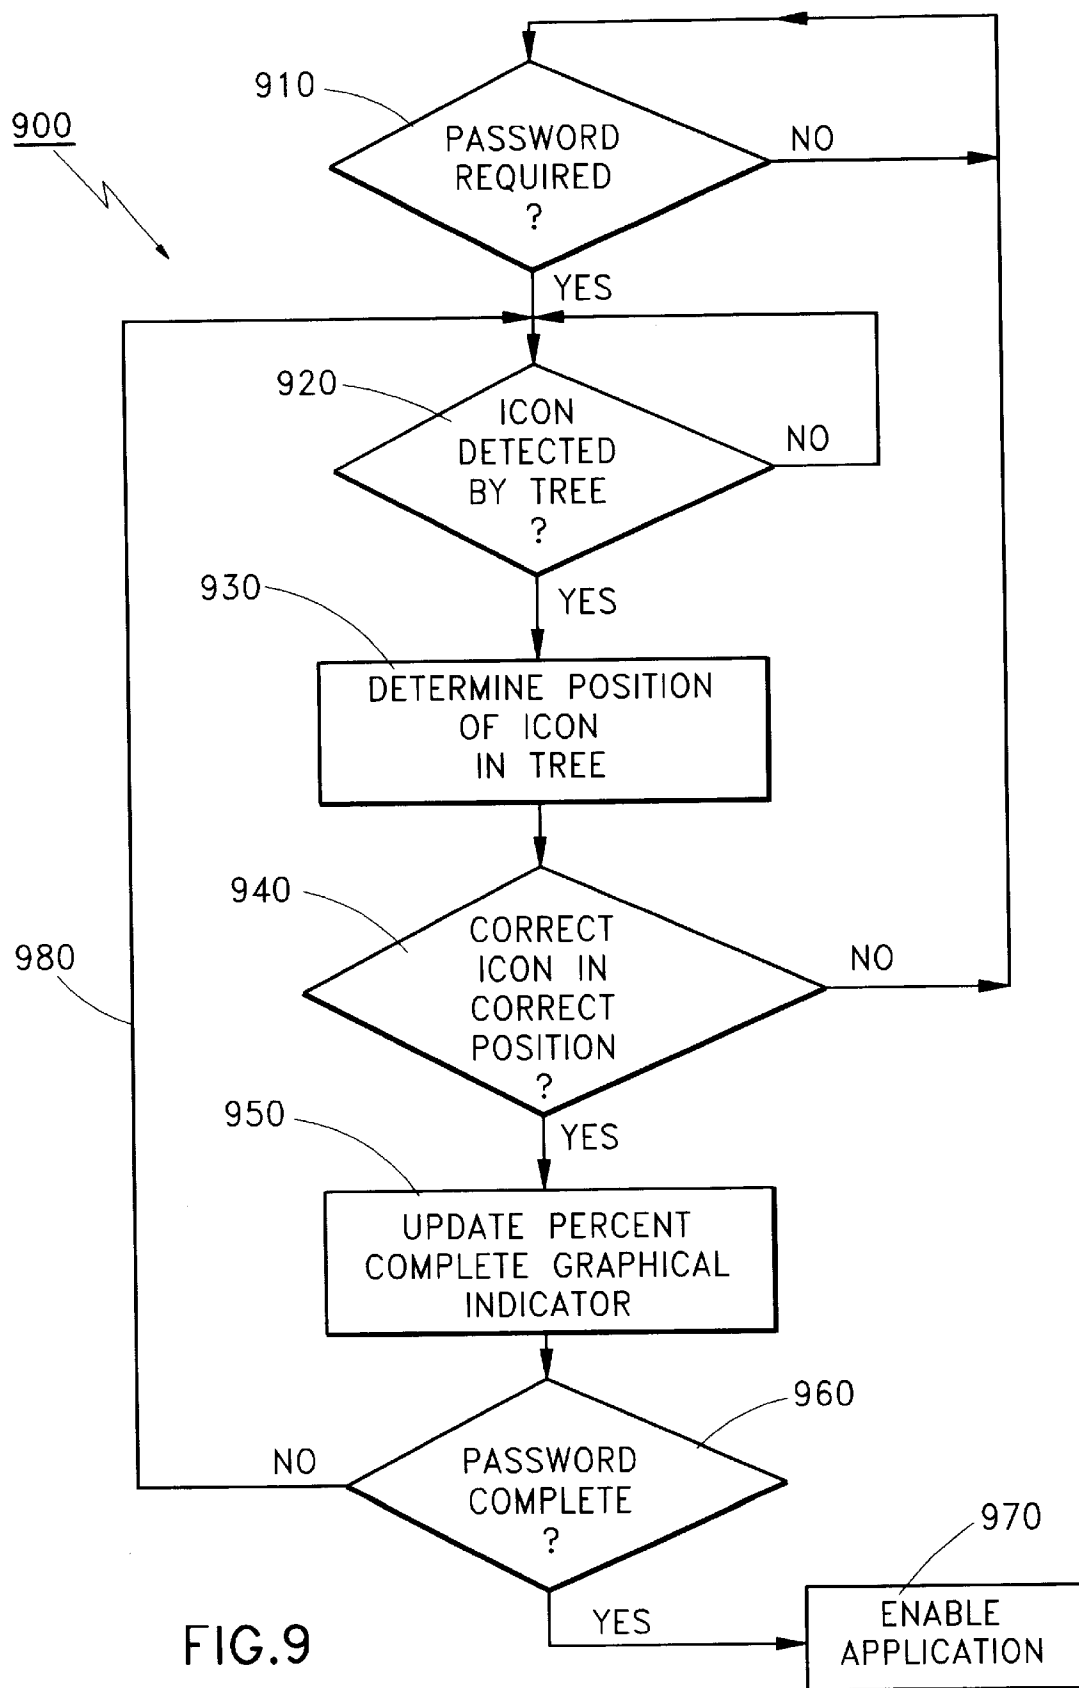 910
900
PASSWORD
REQUIRED
?
NO
YES
920
ICON
DETECTED
BY TREE
?
NO
930
YES
DETERMINE POSITION
OF ICON
IN TREE
940
CORRECT
ICON IN
CORRECT
POSITION
?
NO
980
950
YES
UPDATE PERCENT
COMPLETE GRAPHICAL
INDICATOR
960
PASSWORD
COMPLETE
?
NO
970
YES
ENABLE
APPLICATION
FIG.9